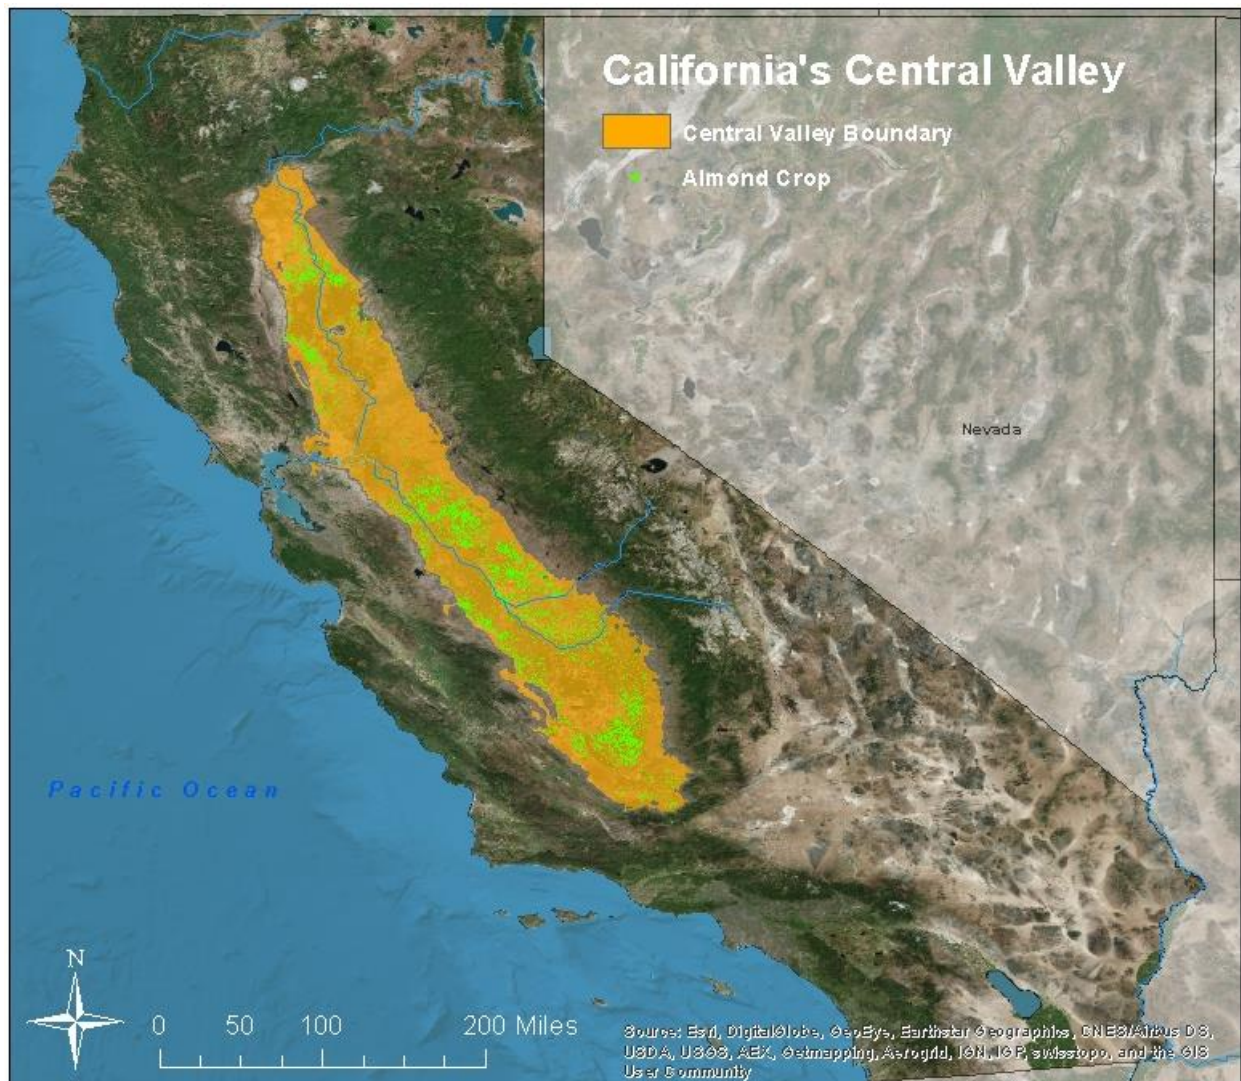 California's Central Valley
Central Valley Boundary
Almond Crop
Nevada
Pacific Ocean
N
0 50 100 200 Miles
Source: Esri, DigitalGlobe, GeoEye, Earthstar Geographics, CNES/Airbus DS,
USDA, USGS, AEX, Getmapping, Aerogrid, IGN, IGP, swisstopo, and the GIS
User Community